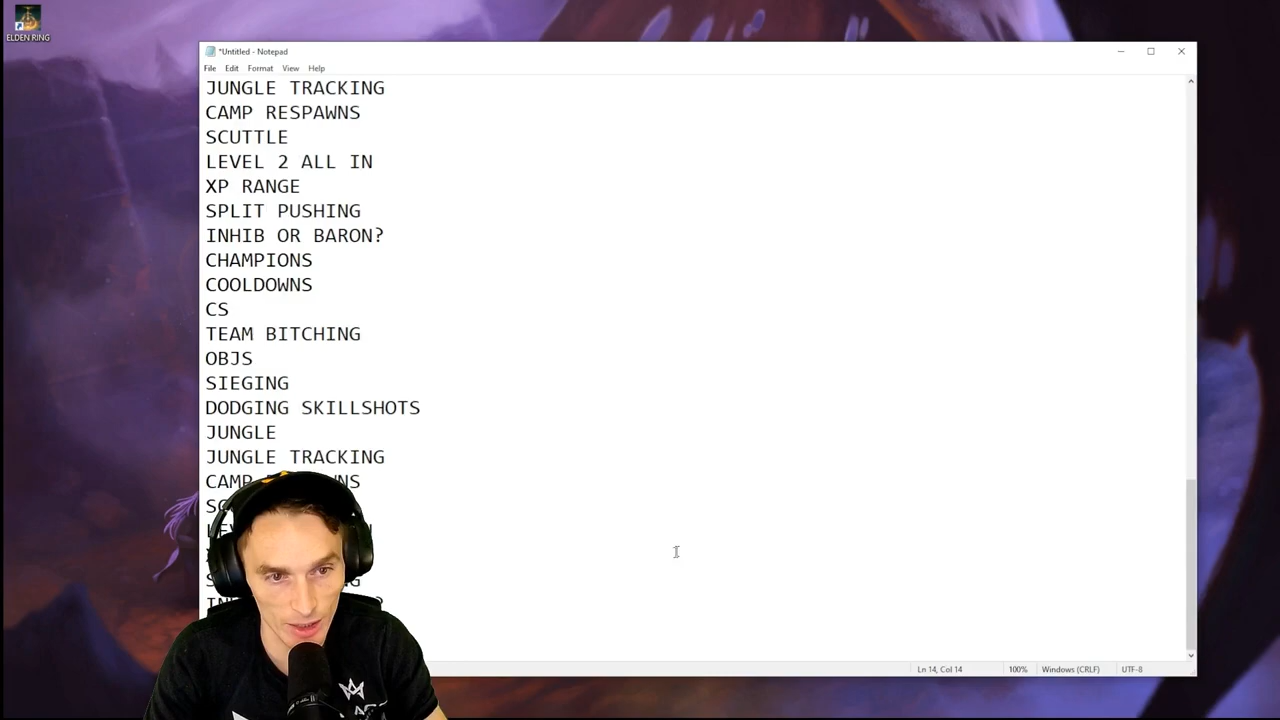 ELDEN RING
*Untitled - Notepad
File Edit Format View Help
JUNGLE TRACKING
CAMP RESPAWNS
SCUTTLE
LEVEL 2 ALL IN
XP RANGE
SPLIT PUSHING
INHIB OR BARON?
CHAMPIONS
COOLDOWNS
CS
TEAM BITCHING
OBJS
SIEGING
DODGING SKILLSHOTS
JUNGLE
JUNGLE TRACKING
CAMP
Ln 14, Col 14 100% Windows (CRLF) UTF-8